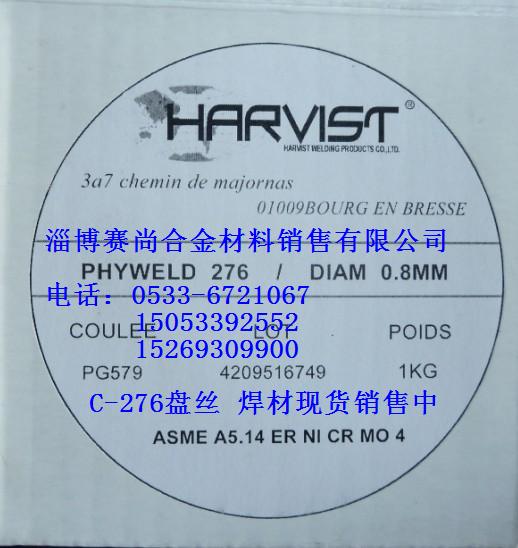 HARVIST®
HARVIST WELDING PRODUCTS CO.,LTD.
3a7 chemin de majornas
01009BOURG EN BRESSE
淄博赛尚合金材料销售有限公司
PHYWELD 276 / DIAM 0.8MM
电话：0533-6721067
15053392552
COULEE LOT POIDS
15269309900
PG579 4209516749 1KG
C-276盘丝 焊材现货销售中
ASME A5.14 ER NI CR MO 4